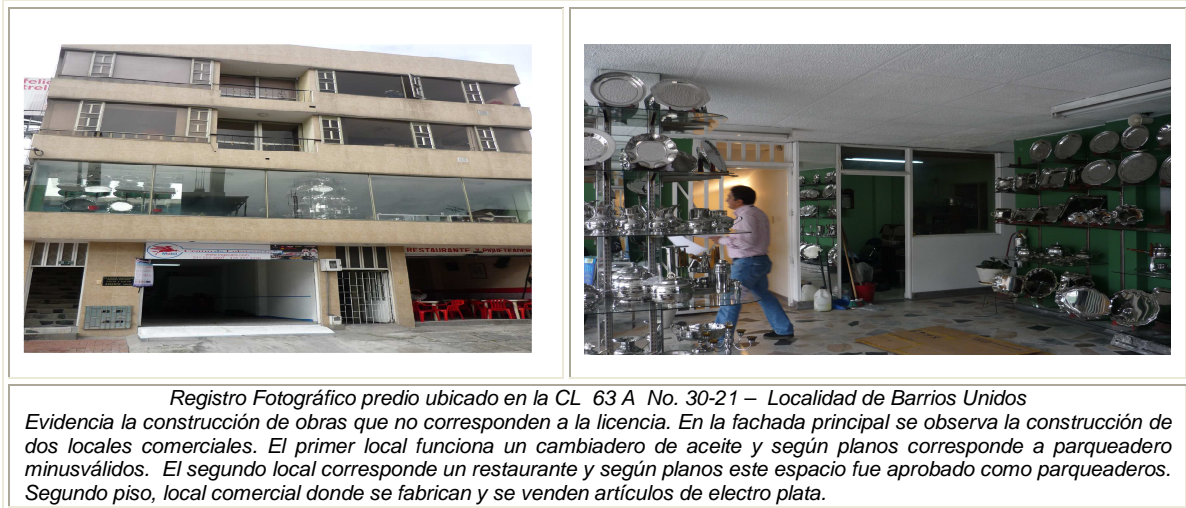 RESTAURANTE
Registro Fotográfico predio ubicado en la CL 63 A No. 30-21 – Localidad de Barrios Unidos
Evidencia la construcción de obras que no corresponden a la licencia. En la fachada principal se observa la construcción de
dos locales comerciales. El primer local funciona un cambiadero de aceite y según planos corresponde a parqueadero
minusválidos. El segundo local corresponde un restaurante y según planos este espacio fue aprobado como parqueaderos.
Segundo piso, local comercial donde se fabrican y se venden artículos de electro plata.